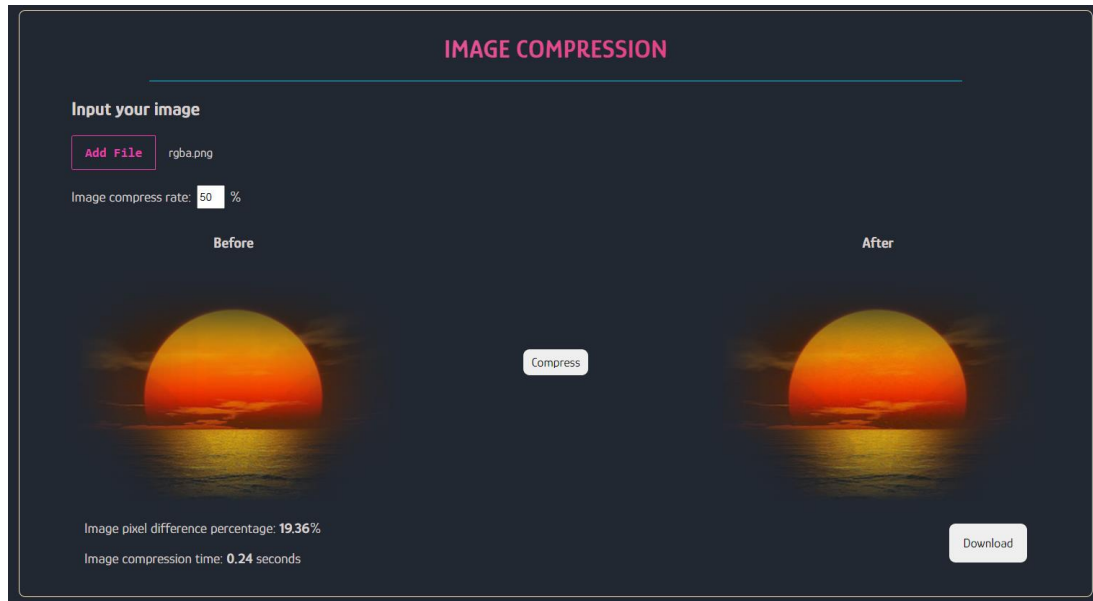 IMAGE COMPRESSION
Input your image
Add File rgba.png
Image compress rate: 50 %
Before After
Compress
Image pixel difference percentage: 19.36%
Image compression time: 0.24 seconds
Download